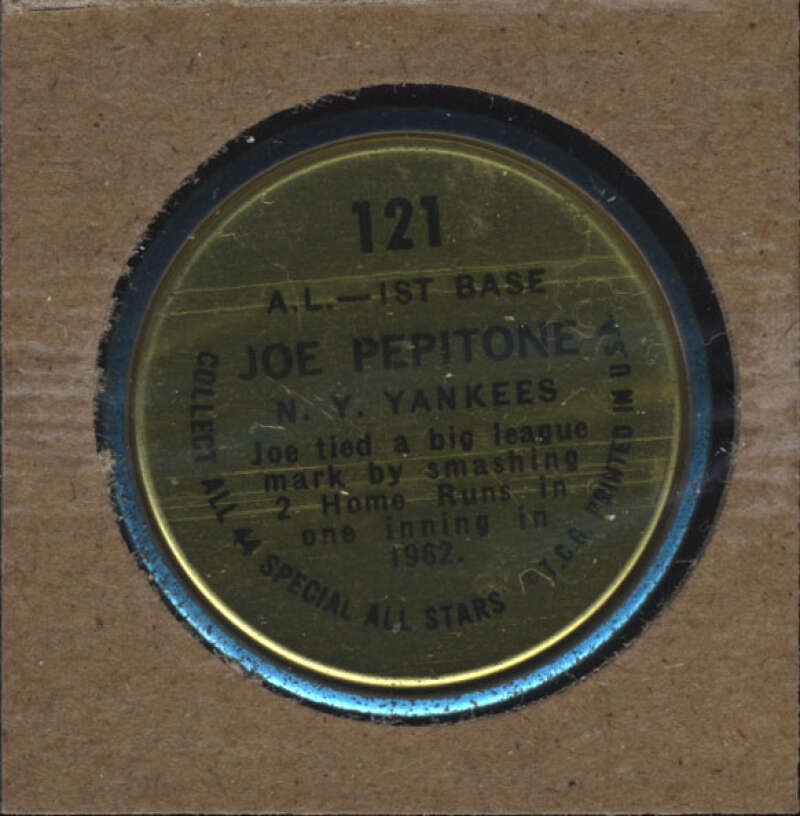 121
A.L.—1ST BASE
JOE PEPITONE
N. Y. YANKEES
Joe tied a big league
mark by smashing
2 Home Runs in
one inning in
1962.
COLLECT ALL 44 SPECIAL ALL STARS
T.C.G. PRINTED IN U.S.A